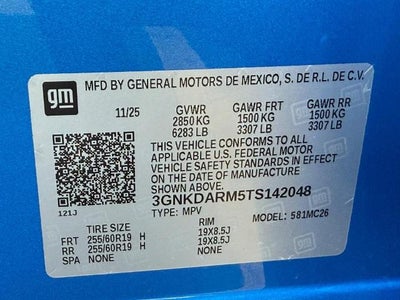 gm
MFD BY GENERAL MOTORS DE MEXICO, S. DE R.L. DE C.V.
11/25 GVWR GAWR FRT GAWR RR
2850 KG 1500 KG 1500 KG
6283 LB 3307 LB 3307 LB
THIS VEHICLE CONFORMS TO ALL
APPLICABLE U.S. FEDERAL MOTOR
VEHICLE SAFETY STANDARDS IN EFFECT ON
THE DATE OF MANUFACTURE SHOWN ABOVE.
3GNKDARM5TS142048
121J TYPE: MPV MODEL: 581MC26
TIRE SIZE RIM
FRT 255/60R19 H 19X8.5J
RR 255/60R19 H 19X8.5J
SPA NONE NONE